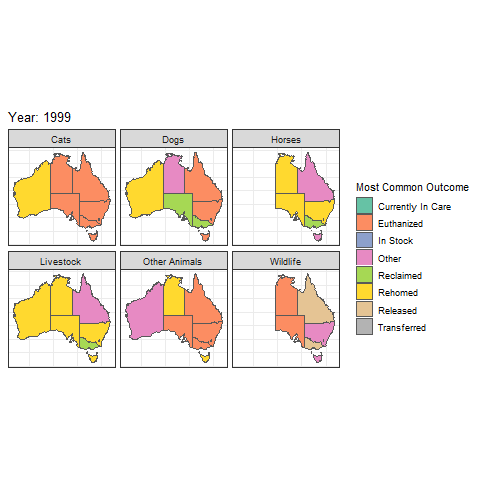 Year: 1999
Cats
Dogs
Horses
Livestock
Other Animals
Wildlife
Most Common Outcome
Currently In Care
Euthanized
In Stock
Other
Reclaimed
Rehomed
Released
Transferred